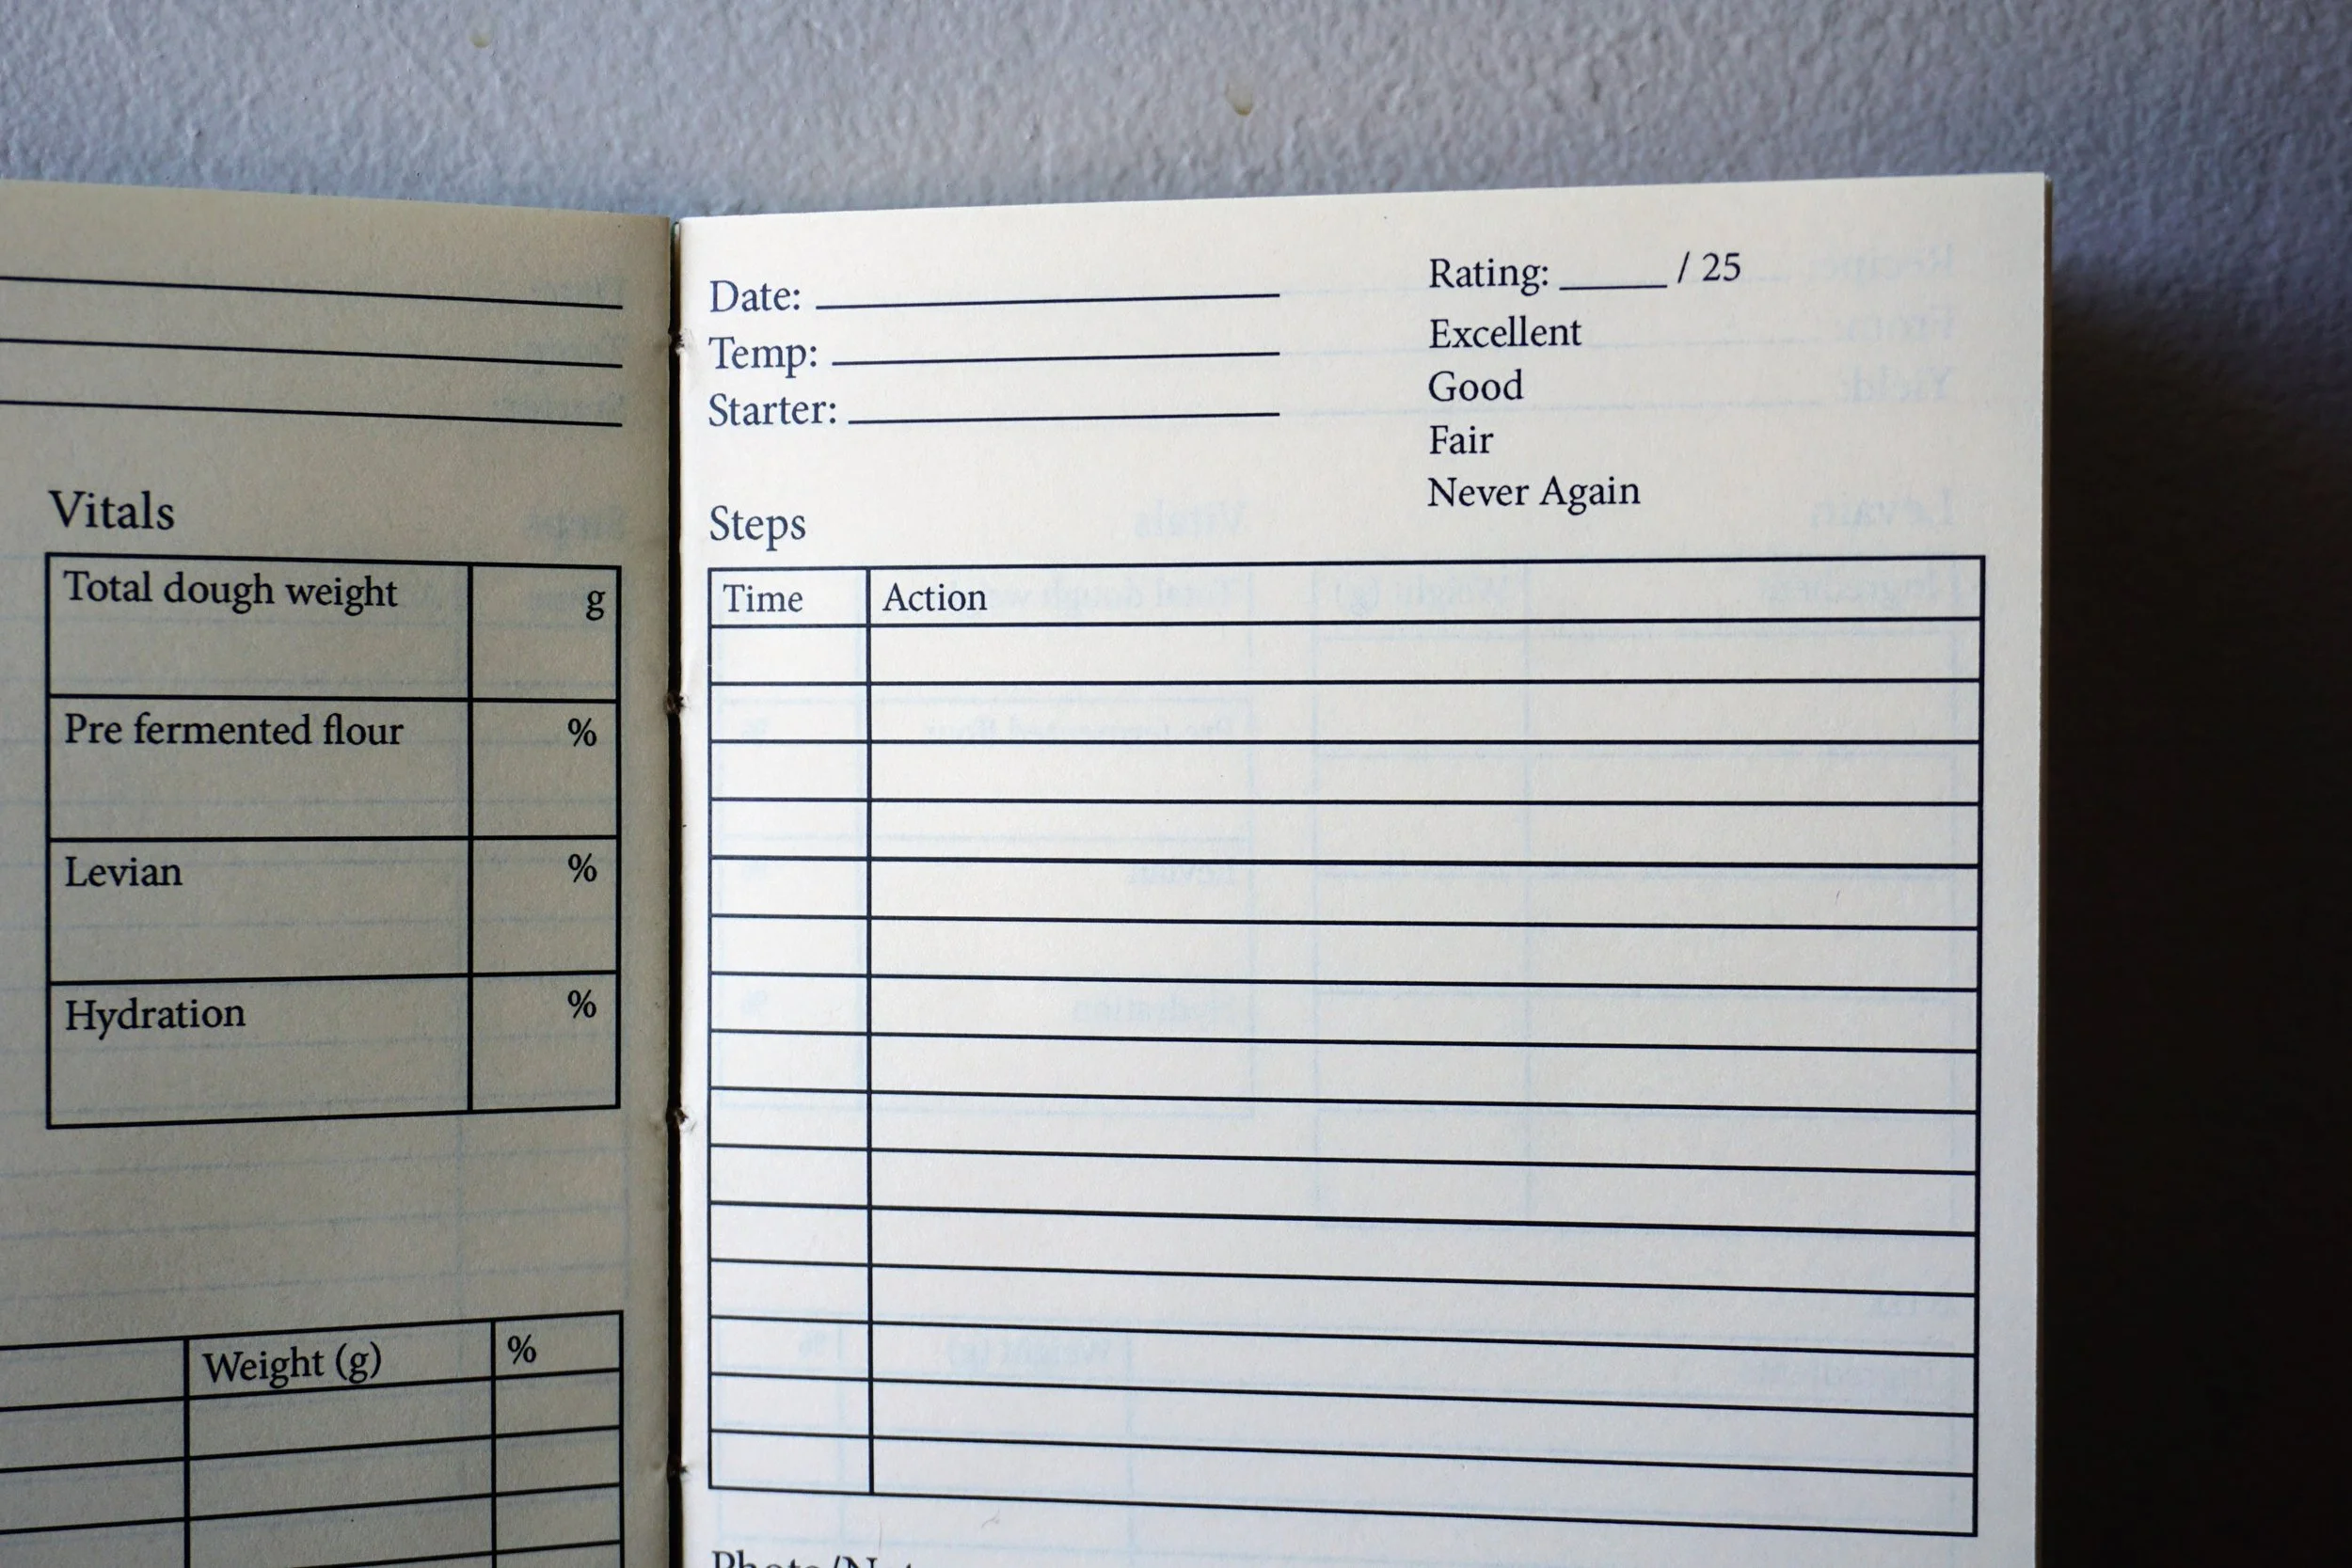 Vitals
Total dough weight g
Pre fermented flour %
Levian %
Hydration %
Weight (g) %
Date:
Temp:
Starter:
Rating: / 25
Excellent
Good
Fair
Never Again
Steps
Time Action